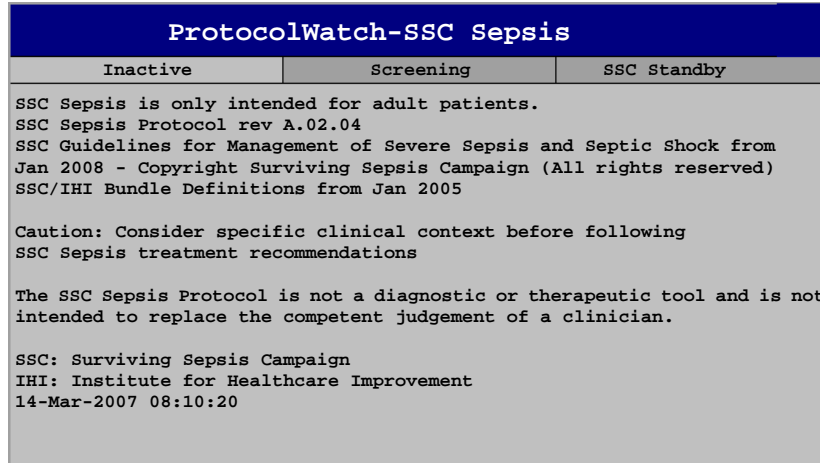 ProtocolWatch-SSC Sepsis
Inactive Screening SSC Standby
SSC Sepsis is only intended for adult patients.
SSC Sepsis Protocol rev A.02.04
SSC Guidelines for Management of Severe Sepsis and Septic Shock from
Jan 2008 - Copyright Surviving Sepsis Campaign (All rights reserved)
SSC/IHI Bundle Definitions from Jan 2005
Caution: Consider specific clinical context before following
SSC Sepsis treatment recommendations
The SSC Sepsis Protocol is not a diagnostic or therapeutic tool and is not
intended to replace the competent judgement of a clinician.
SSC: Surviving Sepsis Campaign
IHI: Institute for Healthcare Improvement
14-Mar-2007 08:10:20